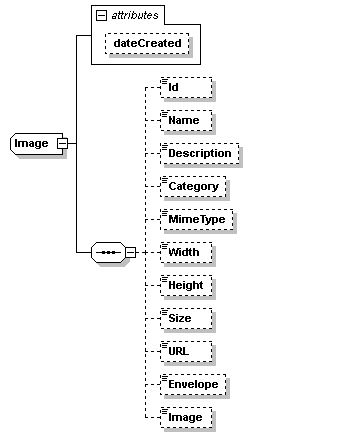 attributes
dateCreated
Image
Id
Name
Description
Category
MimeType
Width
Height
Size
URL
Envelope
Image